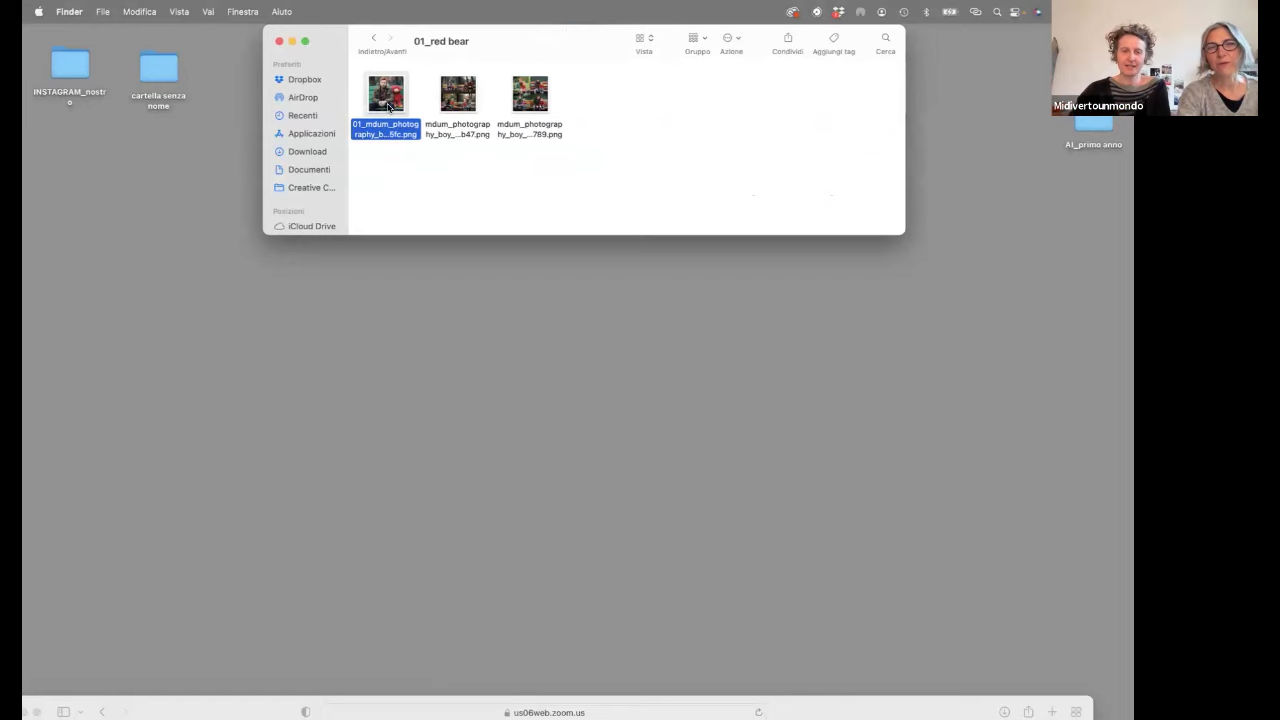 Finder File Modifica Vista Vai Finestra Aiuto
INSTAGRAM_nostr
o
cartella senza
nome
01_red bear
Indietro/Avanti
Vista
Gruppo
Azione
Condividi
Aggiungi tag
Cerca
Preferiti
Dropbox
AirDrop
Recenti
Applicazioni
Download
Documenti
Creative C...
Posizioni
iCloud Drive
01_mdum_photog
raphy_b...5fc.png
mdum_photograp
hy_boy_...b47.png
mdum_photograp
hy_boy_...789.png
Midivertounmondo
AI_primo anno
us06web.zoom.us